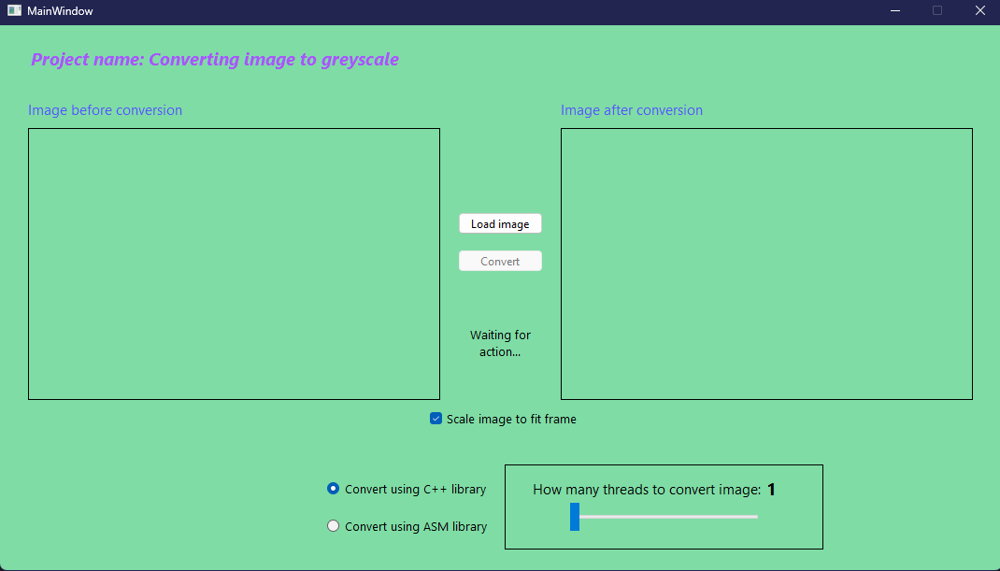 MainWindow
Project name: Converting image to greyscale
Image before conversion
Image after conversion
Load image
Convert
Waiting for
action...
Scale image to fit frame
Convert using C++ library
How many threads to convert image: 1
Convert using ASM library